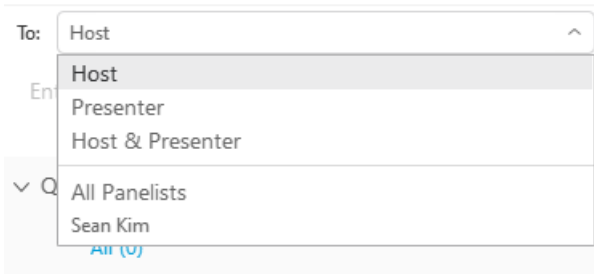 To: Host
Host
Presenter
Host & Presenter
All Panelists
Sean Kim
All (0)